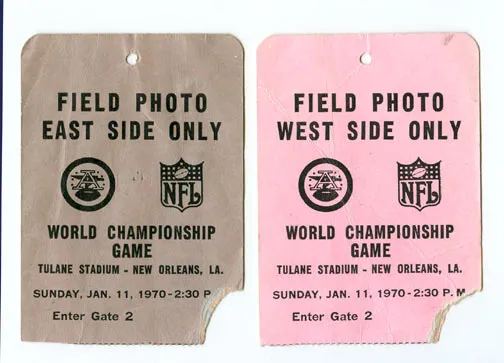 FIELD PHOTO
EAST SIDE ONLY
A
NFL
WORLD CHAMPIONSHIP
GAME
TULANE STADIUM - NEW ORLEANS, LA.
SUNDAY, JAN. 11, 1970 - 2:30 P
Enter Gate 2
FIELD PHOTO
WEST SIDE ONLY
A
NFL
WORLD CHAMPIONSHIP
GAME
TULANE STADIUM - NEW ORLEANS, LA.
SUNDAY, JAN. 11, 1970 - 2:30 P. M
Enter Gate 2